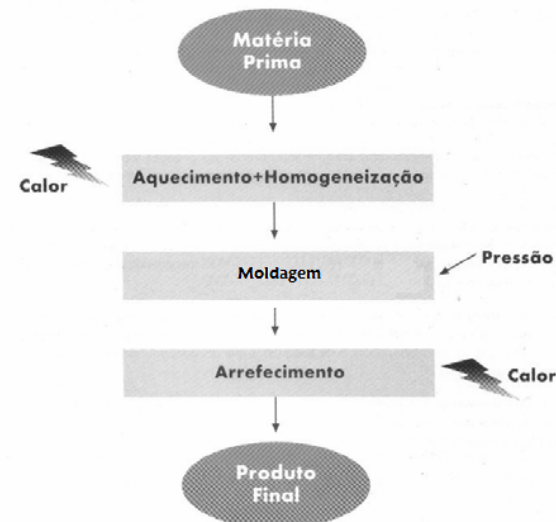 Matéria
Prima
Aquecimento+Homogeneização
Calor
Moldagem
Pressão
Arrefecimento
Calor
Produto
Final